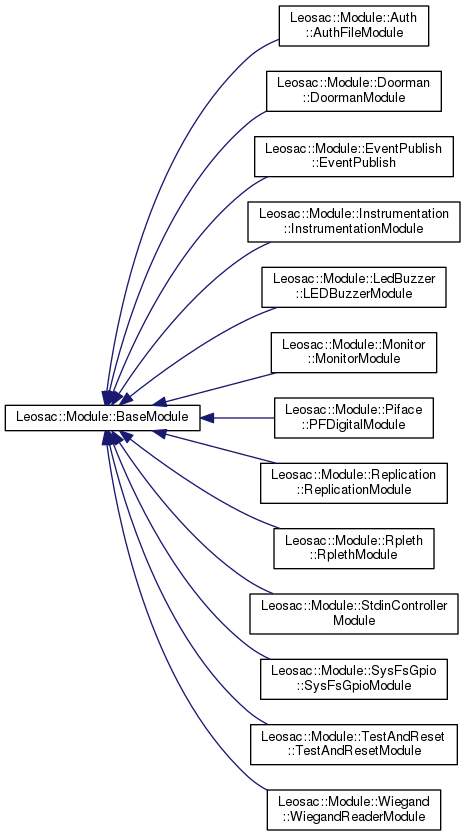 Leosac::Module::Auth
::AuthFileModule
Leosac::Module::Doorman
::DoormanModule
Leosac::Module::EventPublish
::EventPublish
Leosac::Module::Instrumentation
::InstrumentationModule
Leosac::Module::LedBuzzer
::LEDBuzzerModule
Leosac::Module::Monitor
::MonitorModule
Leosac::Module::BaseModule
Leosac::Module::Piface
::PFDigitalModule
Leosac::Module::Replication
::ReplicationModule
Leosac::Module::Rpleth
::RplethModule
Leosac::Module::StdinController
Module
Leosac::Module::SysFsGpio
::SysFsGpioModule
Leosac::Module::TestAndReset
::TestAndResetModule
Leosac::Module::Wiegand
::WiegandReaderModule